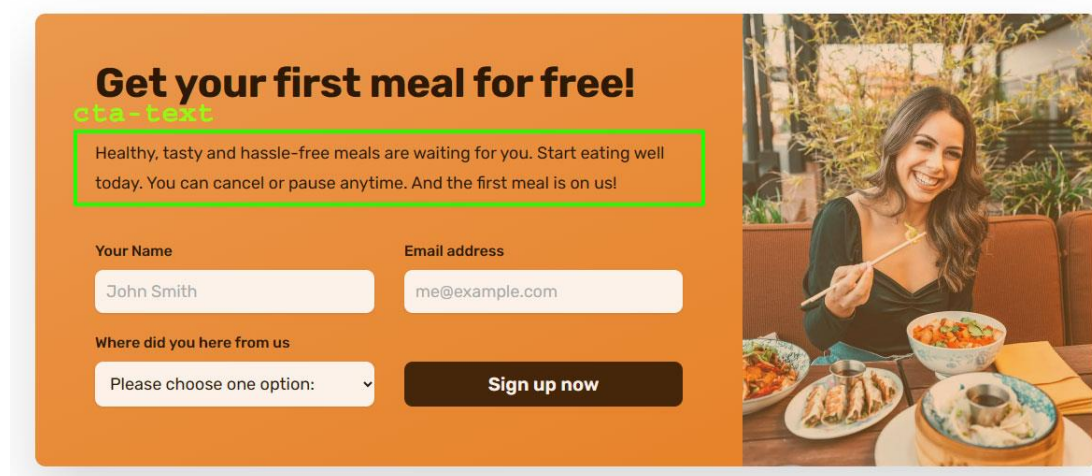 Get your first meal for free!
cta-text
Healthy, tasty and hassle-free meals are waiting for you. Start eating well
today. You can cancel or pause anytime. And the first meal is on us!
Your Name
Email address
John Smith
me@example.com
Where did you here from us
Please choose one option:
Sign up now